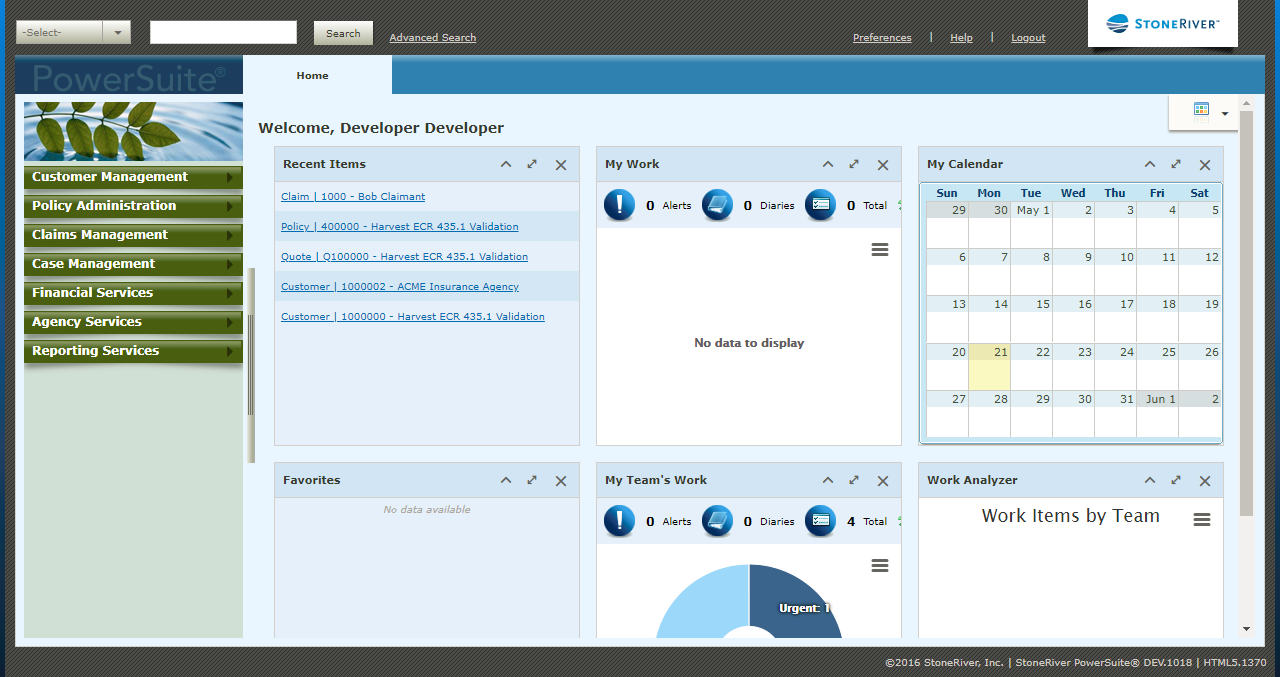 -Select-
Search
Advanced Search
Preferences | Help | Logout
STONERIVER™
PowerSuite®
Home
Welcome, Developer Developer
Customer Management
Policy Administration
Claims Management
Case Management
Financial Services
Agency Services
Reporting Services
Recent Items
Claim | 1000 - Bob Claimant
Policy | 400000 - Harvest ECR 435.1 Validation
Quote | Q100000 - Harvest ECR 435.1 Validation
Customer | 1000002 - ACME Insurance Agency
Customer | 1000000 - Harvest ECR 435.1 Validation
My Work
0 Alerts 0 Diaries 0 Total
No data to display
My Calendar
Sun Mon Tue Wed Thu Fri Sat
29 30 May 1 2 3 4 5
6 7 8 9 10 11 12
13 14 15 16 17 18 19
20 21 22 23 24 25 26
27 28 29 30 31 Jun 1 2
Favorites
No data available
My Team's Work
0 Alerts 0 Diaries 4 Total
Urgent: 1
Work Analyzer
Work Items by Team
©2016 StoneRiver, Inc. | StoneRiver PowerSuite® DEV.1018 | HTML5.1370